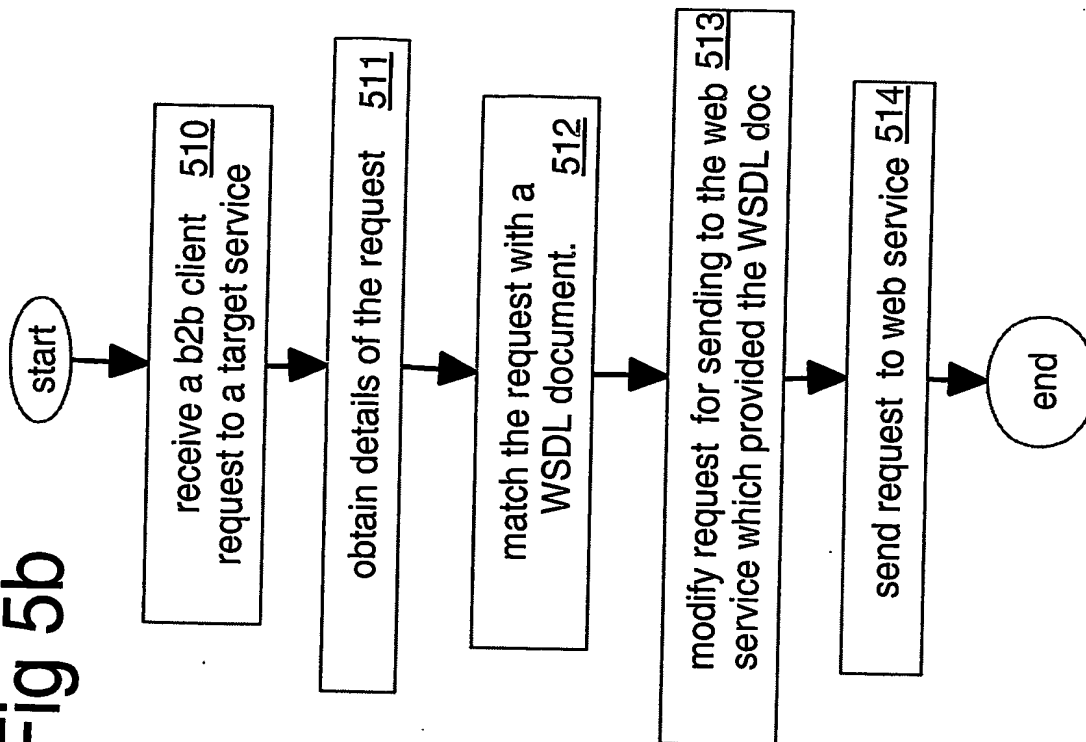 Fig 5b
start
receive a b2b client 510
request to a target service
obtain details of the request 511
match the request with a
WSDL document. 512
modify request for sending to the web 513
service which provided the WSDL doc
send request to web service 514
end